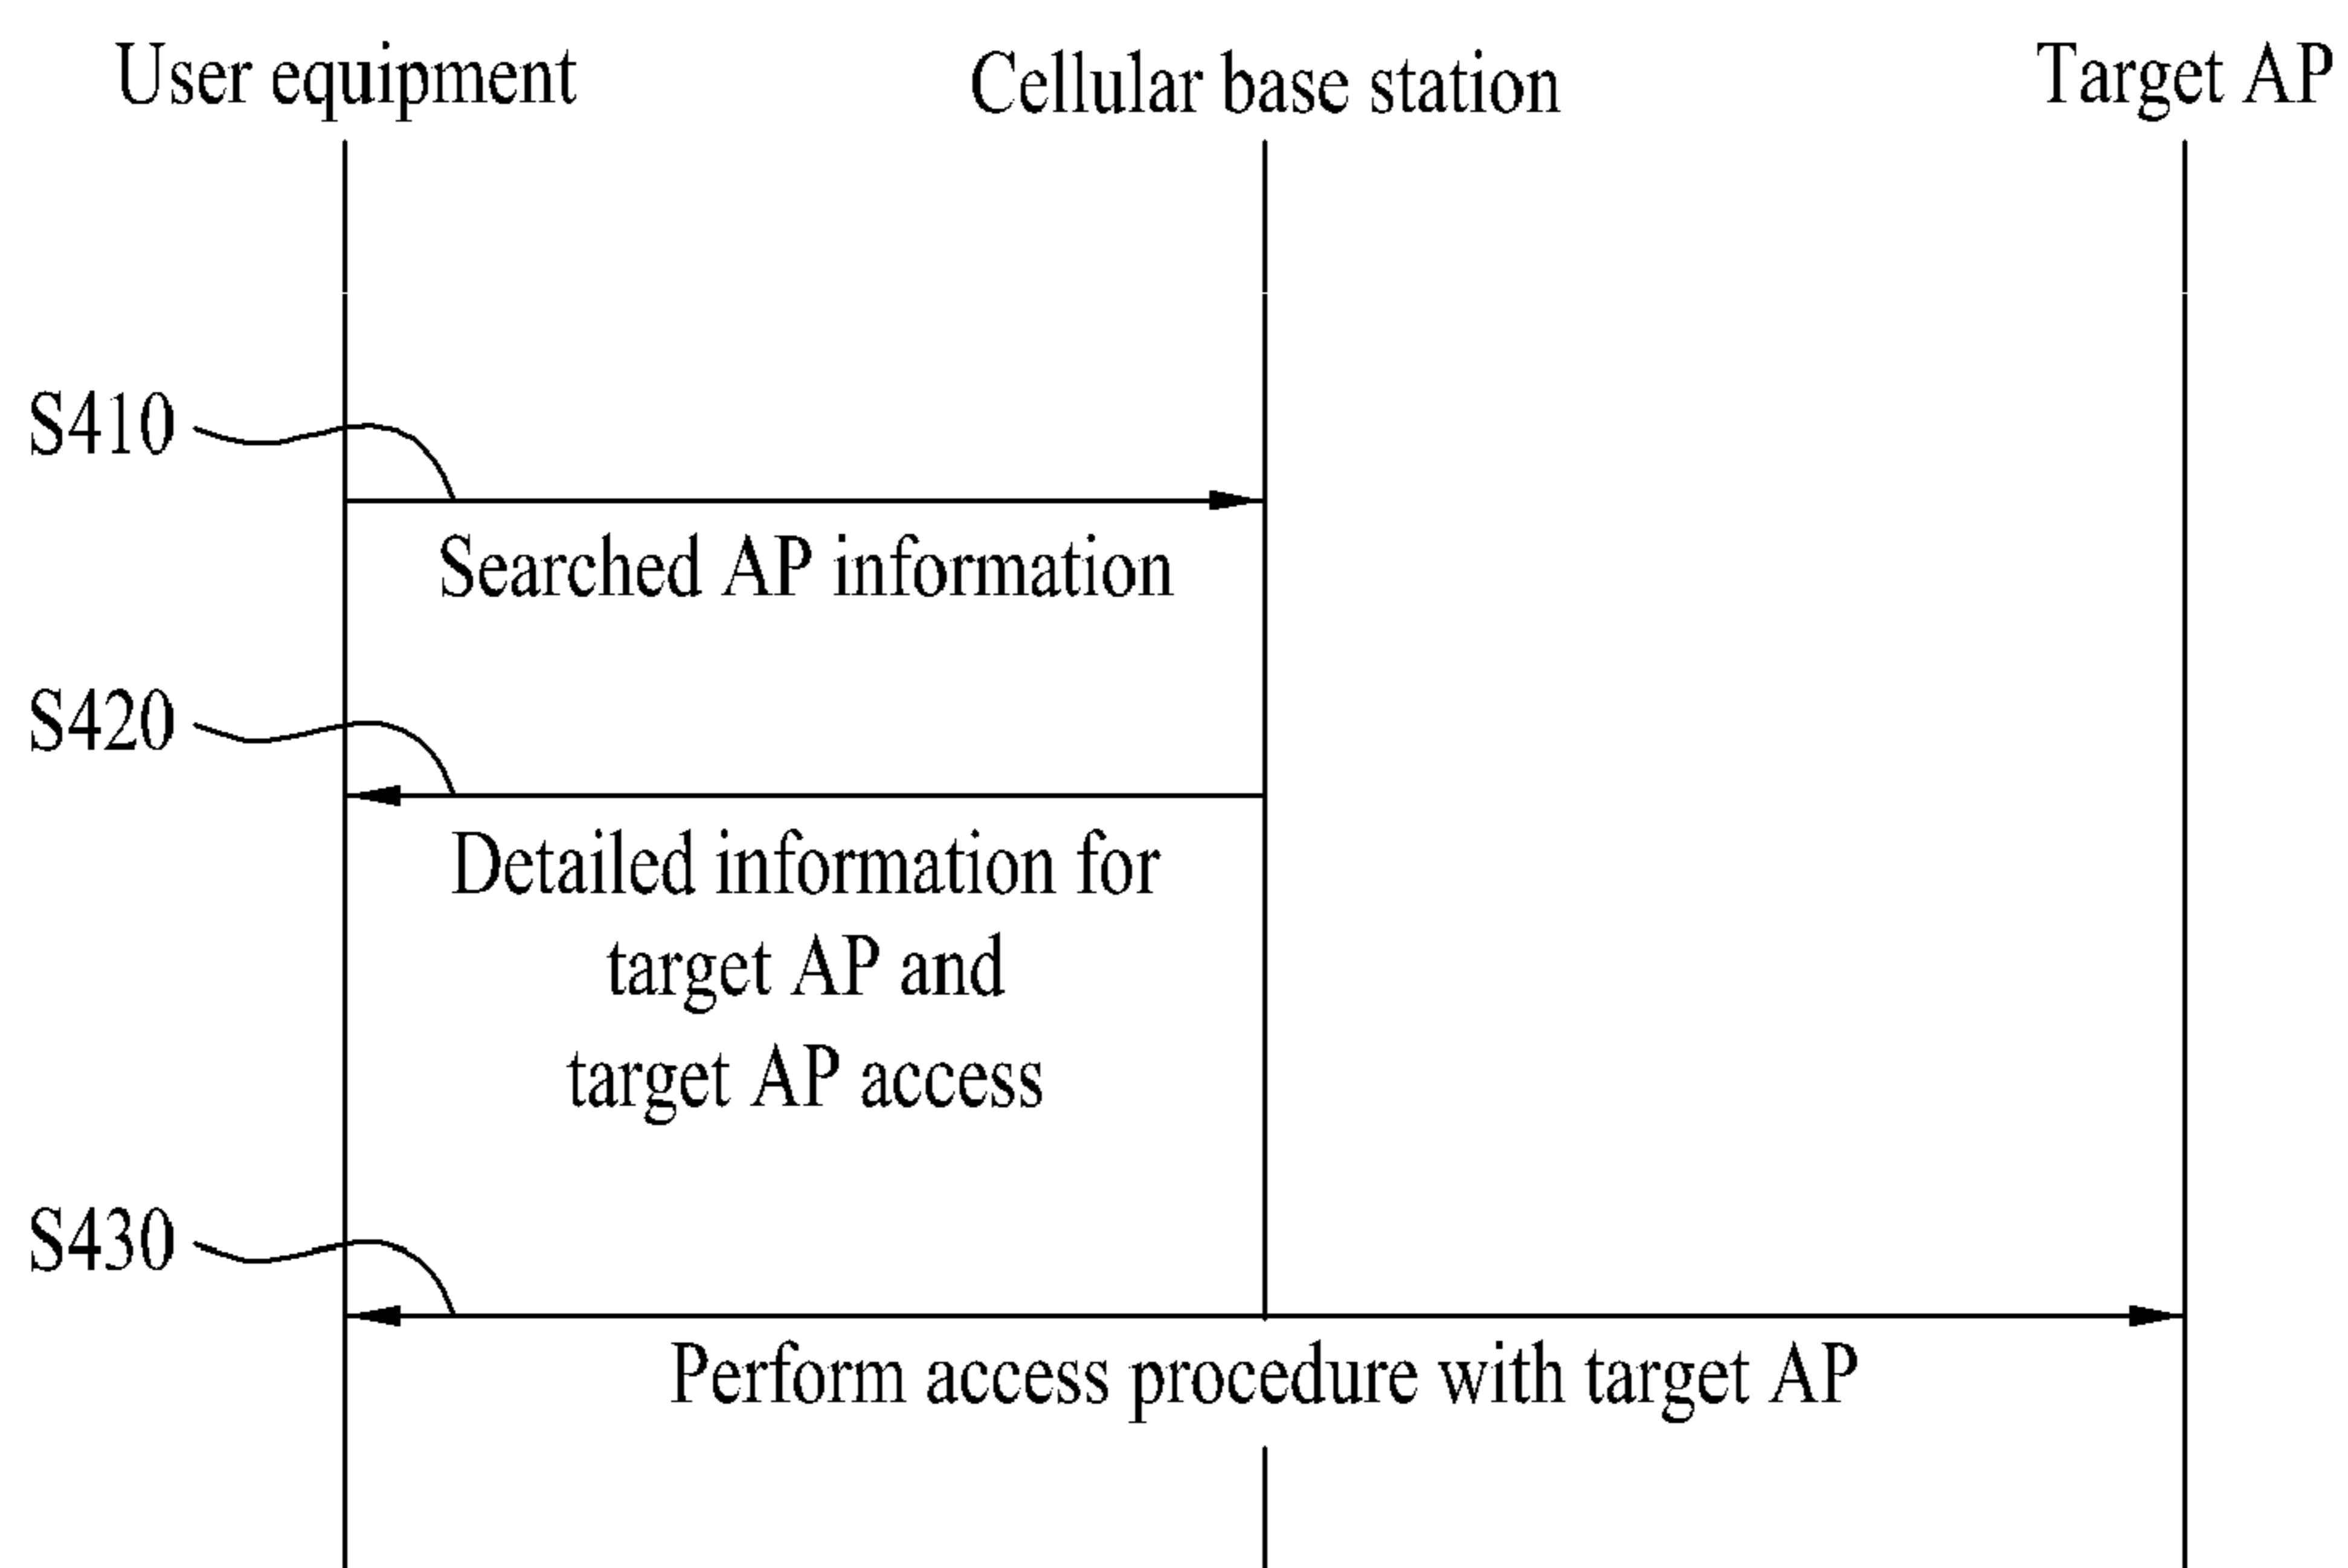 User equipment
Cellular base station
Target AP
S410
Searched AP information
S420
Detailed information for
target AP and
target AP access
S430
Perform access procedure with target AP